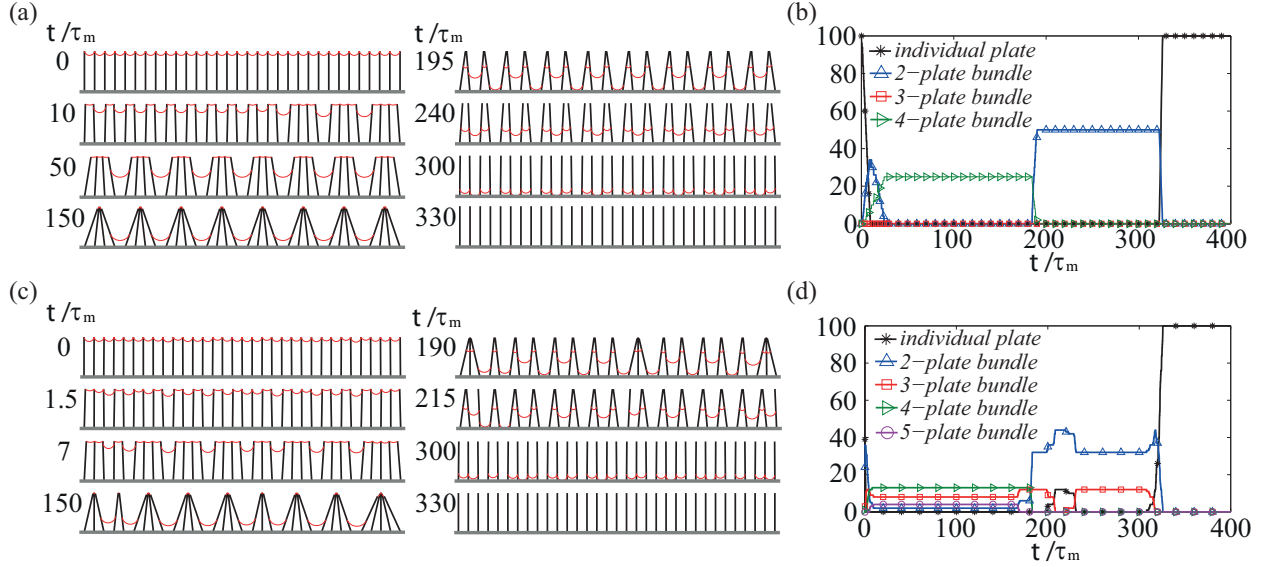 (a)
t/τm
0
10
50
150
195
240
300
330
(b)
100
80
60
40
20
0
individual plate
2-plate bundle
3-plate bundle
4-plate bundle
0 100 200 300 400
t/τm
(c)
t/τm
0
1.5
7
150
t/τm
190
215
300
330
(d)
100
80
60
40
20
0
individual plate
2-plate bundle
3-plate bundle
4-plate bundle
5-plate bundle
0 100 200 300 400
t/τm